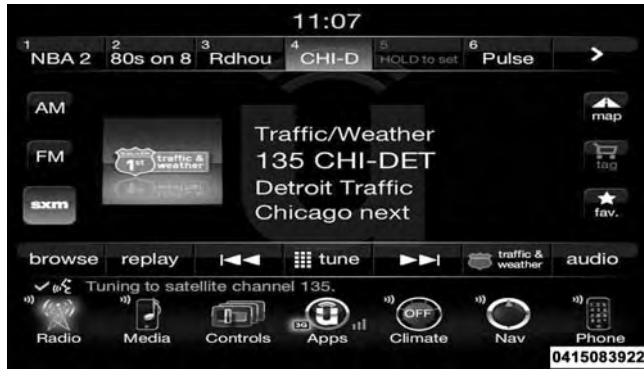 11:07
1 NBA 2 2 80s on 8 3 Rdhou 4 CHI-D 5 HOLD to set 6 Pulse >
AM
map
Traffic/Weather
FM
1st traffic & weather
135 CHI-DET
tag
Detroit Traffic
sxm
Chicago next
fav.
browse replay tune traffic & weather audio
Tuning to satellite channel 135.
Radio Media Controls 3G Apps OFF Climate Nav Phone
0415083922